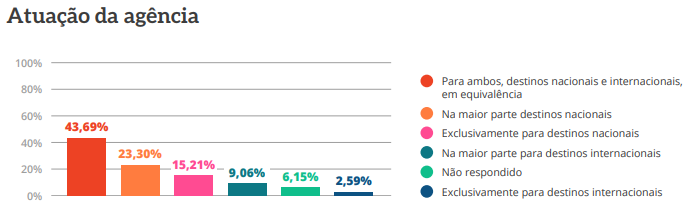 Atuação da agência
100%
80%
60%
40%
20%
0%
43,69%
23,30%
15,21%
9,06%
6,15%
2,59%
Para ambos, destinos nacionais e internacionais,
em equivalência
Na maior parte destinos nacionais
Exclusivamente para destinos nacionais
Na maior parte para destinos internacionais
Não respondido
Exclusivamente para destinos internacionais